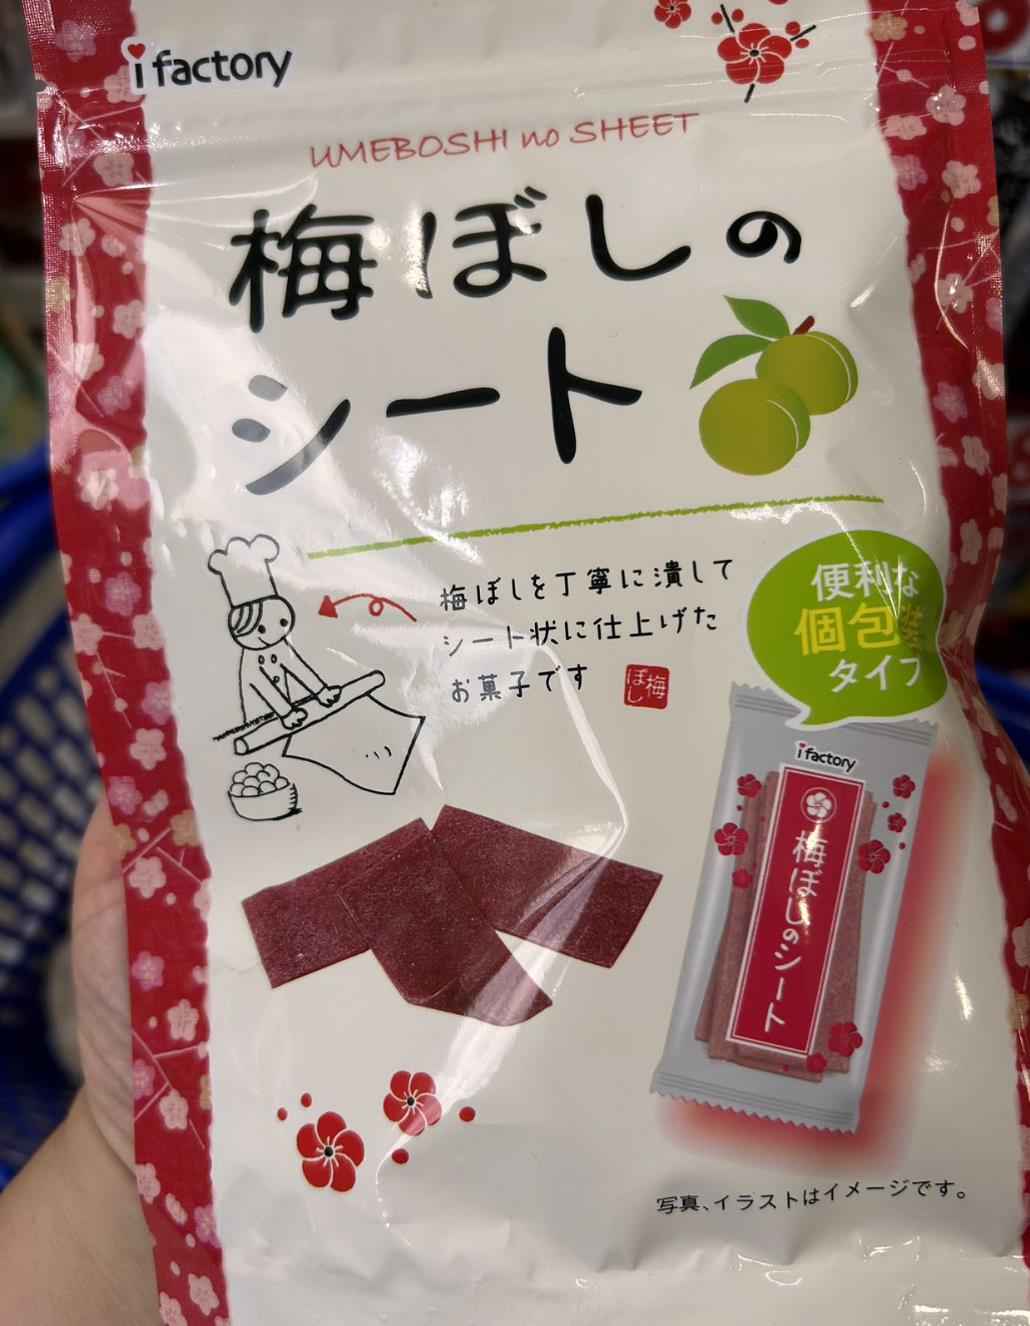 i factory
UMEBOSHI no SHEET
梅ぼしの
シート
梅ぼしを丁寧に潰して
シート状に仕上げた
お菓子です
梅ぼし
便利な
個包装
タイプ
i factory
梅ぼしのシート
写真、イラストはイメージです。